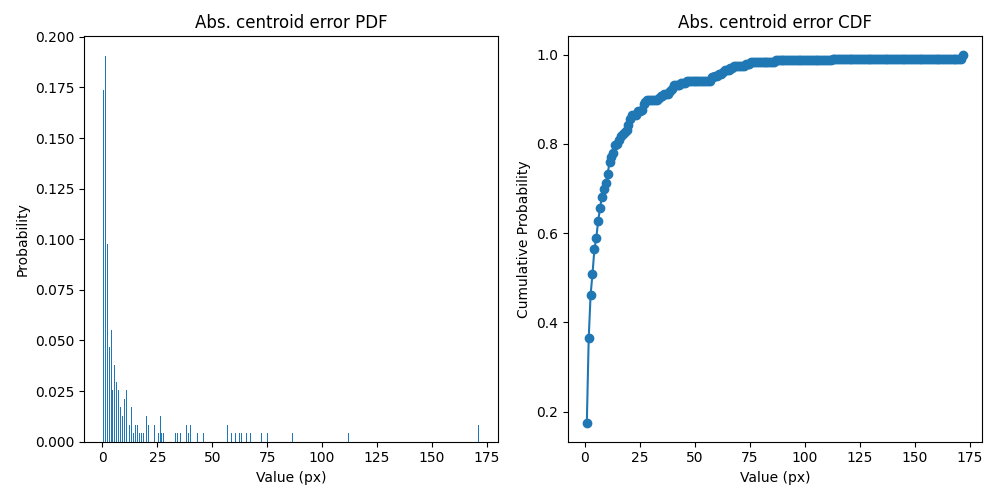 Abs. centroid error PDF
0.200
0.175
0.150
0.125
0.100
0.075
0.050
0.025
0.000
Probability
0 25 50 75 100 125 150 175
Value (px)
Abs. centroid error CDF
1.0
0.8
0.6
0.4
0.2
Cumulative Probability
0 25 50 75 100 125 150 175
Value (px)